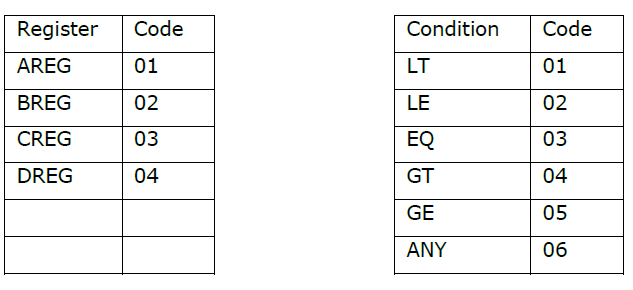 Register Code
AREG 01
BREG 02
CREG 03
DREG 04
Condition Code
LT 01
LE 02
EQ 03
GT 04
GE 05
ANY 06